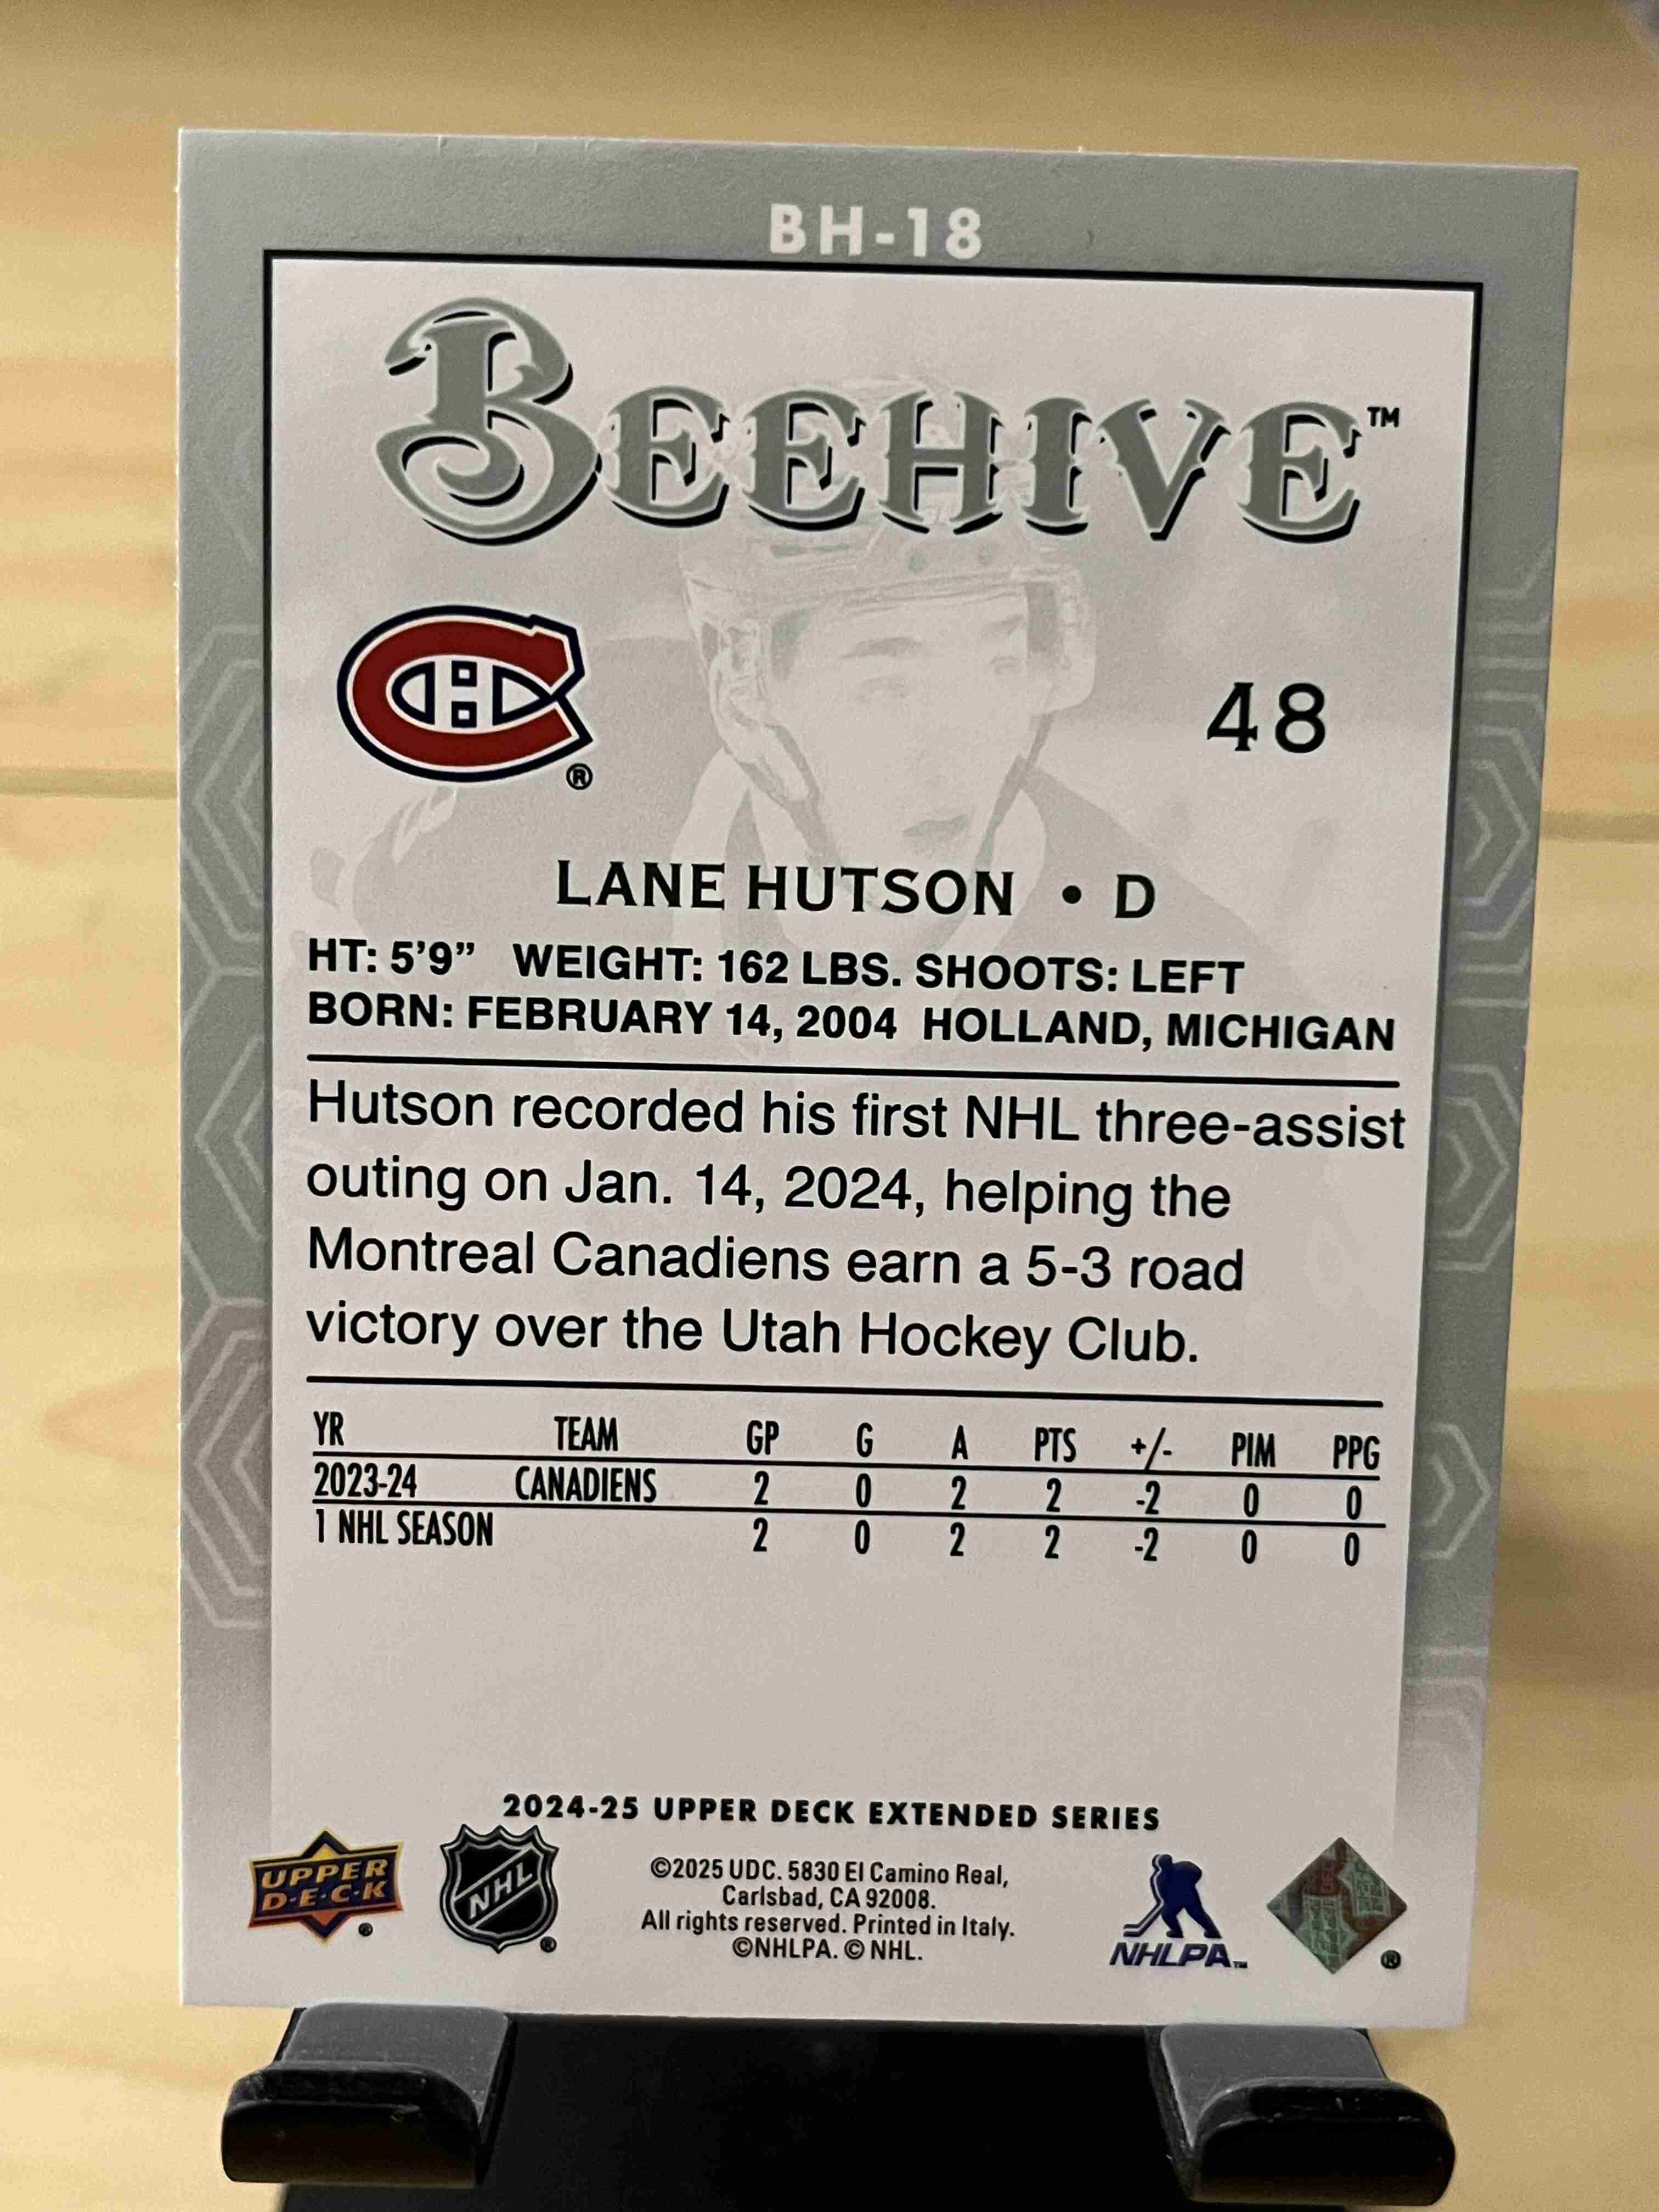 BH-18
BEEHIVE™
®
48
LANE HUTSON • D
HT: 5'9” WEIGHT: 162 LBS. SHOOTS: LEFT
BORN: FEBRUARY 14, 2004 HOLLAND, MICHIGAN
Hutson recorded his first NHL three-assist
outing on Jan. 14, 2024, helping the
Montreal Canadiens earn a 5-3 road
victory over the Utah Hockey Club.
YR TEAM GP G A PTS +/- PIM PPG
2023-24 CANADIENS 2 0 2 2 -2 0 0
1 NHL SEASON 2 0 2 2 -2 0 0
2024-25 UPPER DECK EXTENDED SERIES
UPPER
D•E•C•K ®
NHL ®
©2025 UDC. 5830 El Camino Real,
Carlsbad, CA 92008.
All rights reserved. Printed in Italy.
©NHLPA. © NHL.
NHLPA™
®